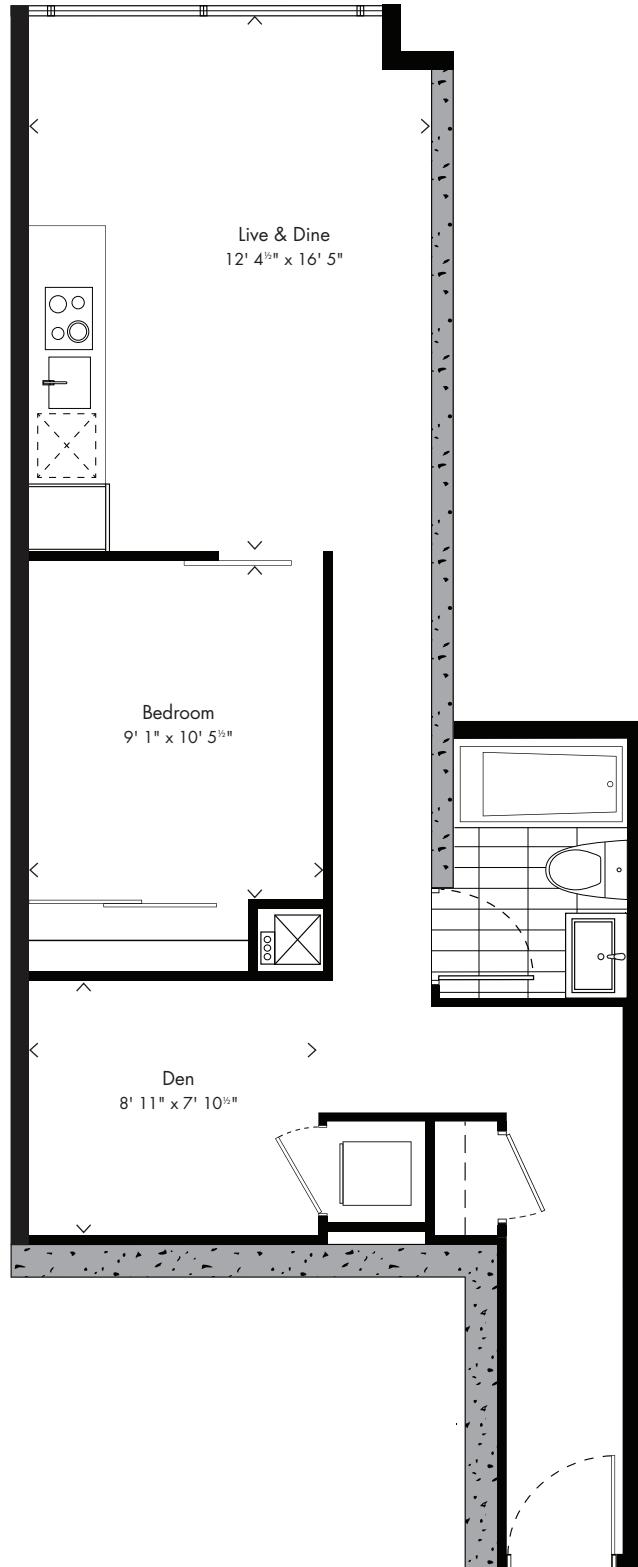 Live & Dine
12' 4½" x 16' 5"
Bedroom
9' 1" x 10' 5½"
Den
8' 11" x 7' 10½"